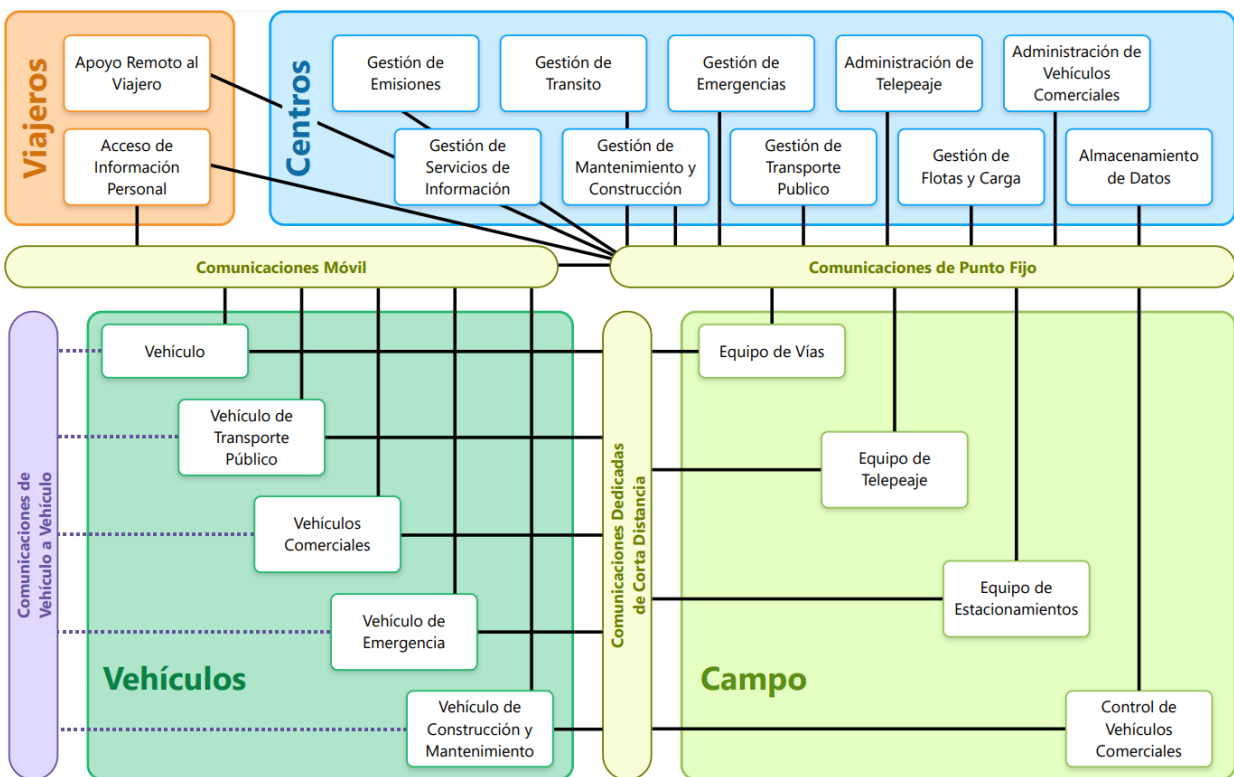 Viajeros
Apoyo Remoto al
Viajero
Acceso de
Información
Personal
Centros
Gestión de
Emisiones
Gestión de
Transito
Gestión de
Emergencias
Administración de
Telepeaje
Administración de
Vehículos
Comerciales
Gestión de
Servicios de
Información
Gestión de
Mantenimiento y
Construcción
Gestión de
Transporte
Publico
Gestión de
Flotas y Carga
Almacenamiento
de Datos
Comunicaciones Móvil
Comunicaciones de Punto Fijo
Comunicaciones de
Vehículo a Vehículo
Vehículo
Vehículo de
Transporte
Público
Vehículos
Comerciales
Vehículo de
Emergencia
Vehículo de
Construcción y
Mantenimiento
Vehículos
Comunicaciones Dedicadas
de Corta Distancia
Equipo de Vías
Equipo de
Telepeaje
Equipo de
Estacionamientos
Control de
Vehículos
Comerciales
Campo